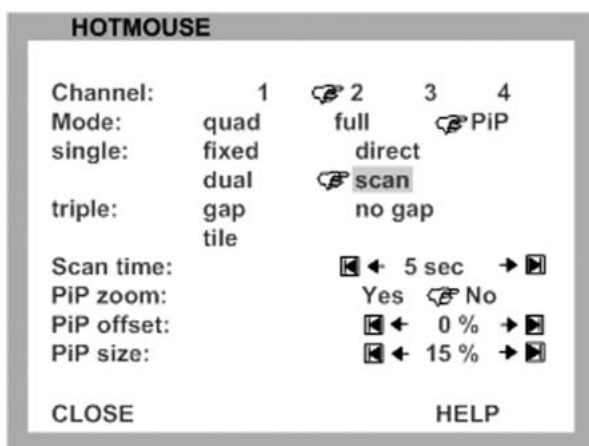 HOTMOUSE
Channel: 1 2 3 4
Mode: quad full PiP
single: fixed direct
dual scan
triple: gap no gap
tile
Scan time: 5 sec
PiP zoom: Yes No
PiP offset: 0 %
PiP size: 15 %
CLOSE HELP